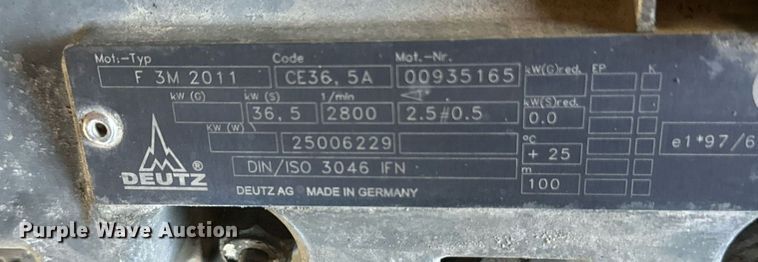 Mot.-Typ Code Mot.-Nr.
F 3M 2011 CE36, 5A 00935165
kW(G)red. EP K
kW (G) kW (S) 1/min
36, 5 2800 2.5#0.5
kW(S)red.
0.0
KW (W) 25006229
°C
+ 25
e1*97/6
DEUTZ ®
DIN/ISO 3046 IFN
m
100
DEUTZ AG MADE IN GERMANY
Purple Wave Auction